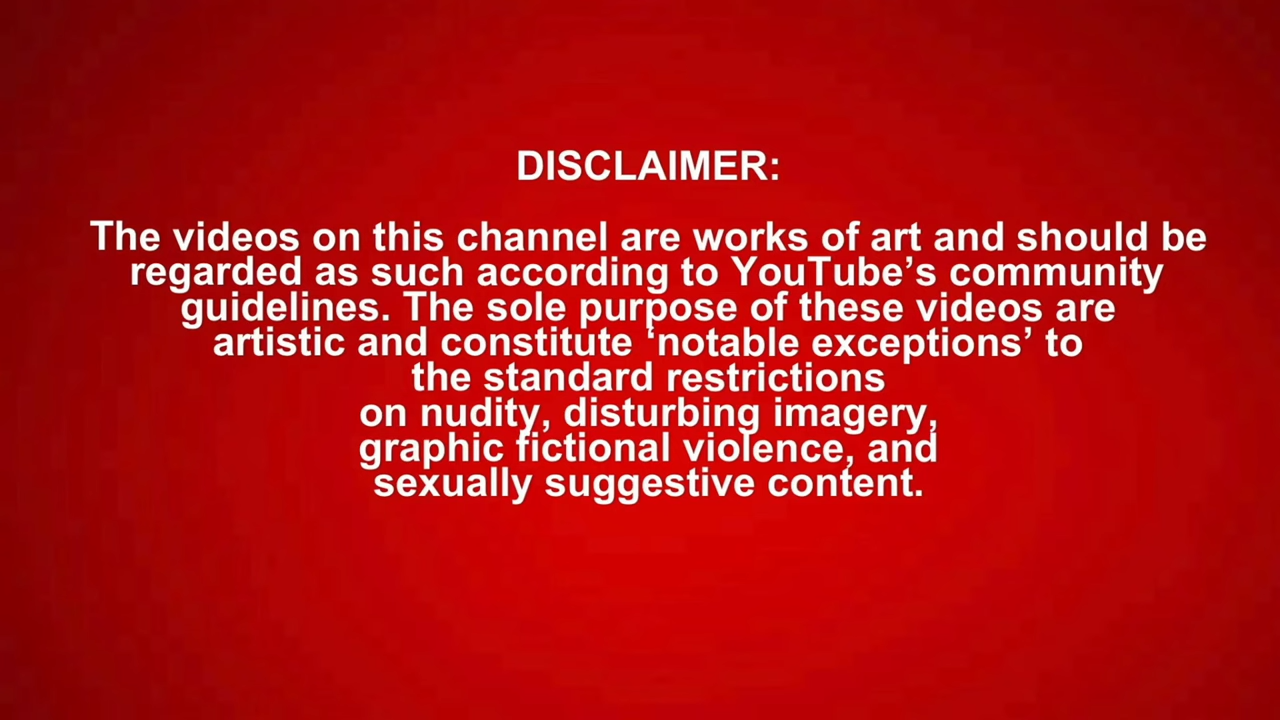 DISCLAIMER:
The videos on this channel are works of art and should be
regarded as such according to YouTube’s community
guidelines. The sole purpose of these videos are
artistic and constitute ‘notable exceptions’ to
the standard restrictions
on nudity, disturbing imagery,
graphic fictional violence, and
sexually suggestive content.